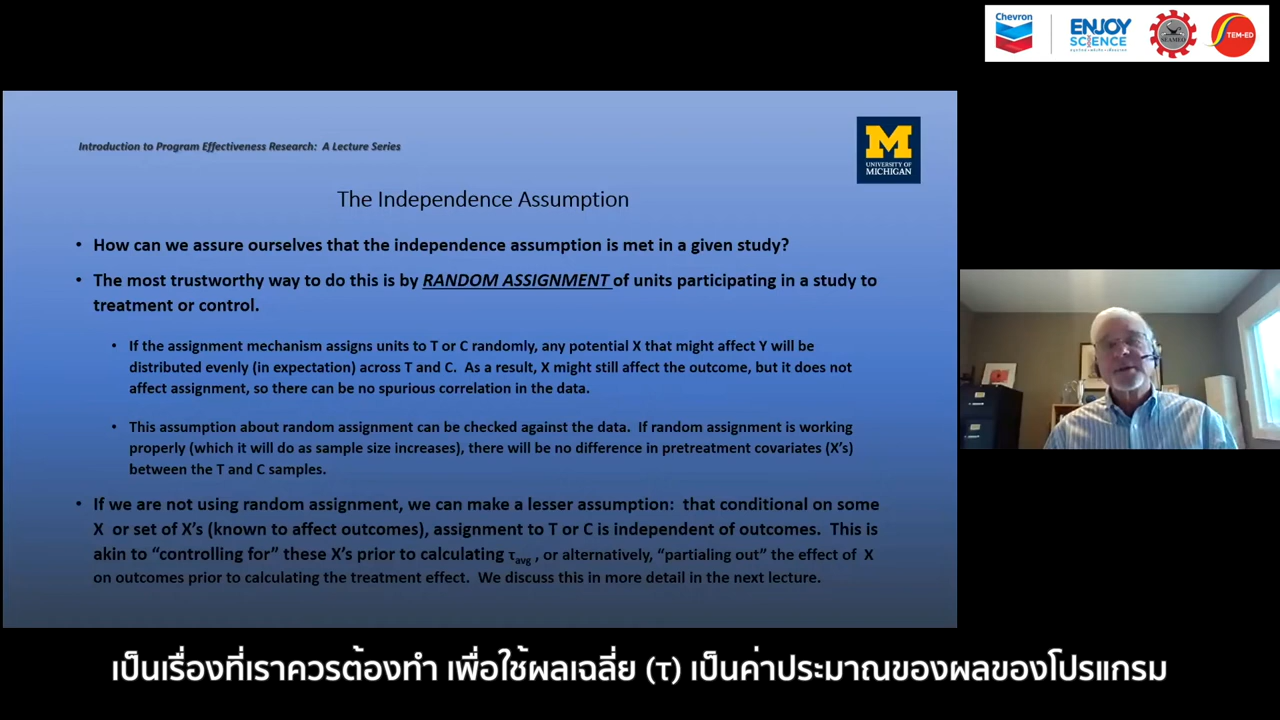 Chevron
ENJOY
SCIENCE
SEAMEO
STEM-ED
Introduction to Program Effectiveness Research: A Lecture Series
M
UNIVERSITY OF
MICHIGAN
The Independence Assumption
• How can we assure ourselves that the independence assumption is met in a given study?
• The most trustworthy way to do this is by RANDOM ASSIGNMENT of units participating in a study to
treatment or control.
• If the assignment mechanism assigns units to T or C randomly, any potential X that might affect Y will be
distributed evenly (in expectation) across T and C. As a result, X might still affect the outcome, but it does not
affect assignment, so there can be no spurious correlation in the data.
• This assumption about random assignment can be checked against the data. If random assignment is working
properly (which it will do as sample size increases), there will be no difference in pretreatment covariates (X's)
between the T and C samples.
• If we are not using random assignment, we can make a lesser assumption: that conditional on some
X or set of X's (known to affect outcomes), assignment to T or C is independent of outcomes. This is
akin to “controlling for” these X's prior to calculating τavg , or alternatively, “partialing out” the effect of X
on outcomes prior to calculating the treatment effect. We discuss this in more detail in the next lecture.
เป็นเรื่องที่เราควรต้องทำ เพื่อใช้ผลเฉลี่ย (τ) เป็นค่าประมาณของผลของโปรแกรม